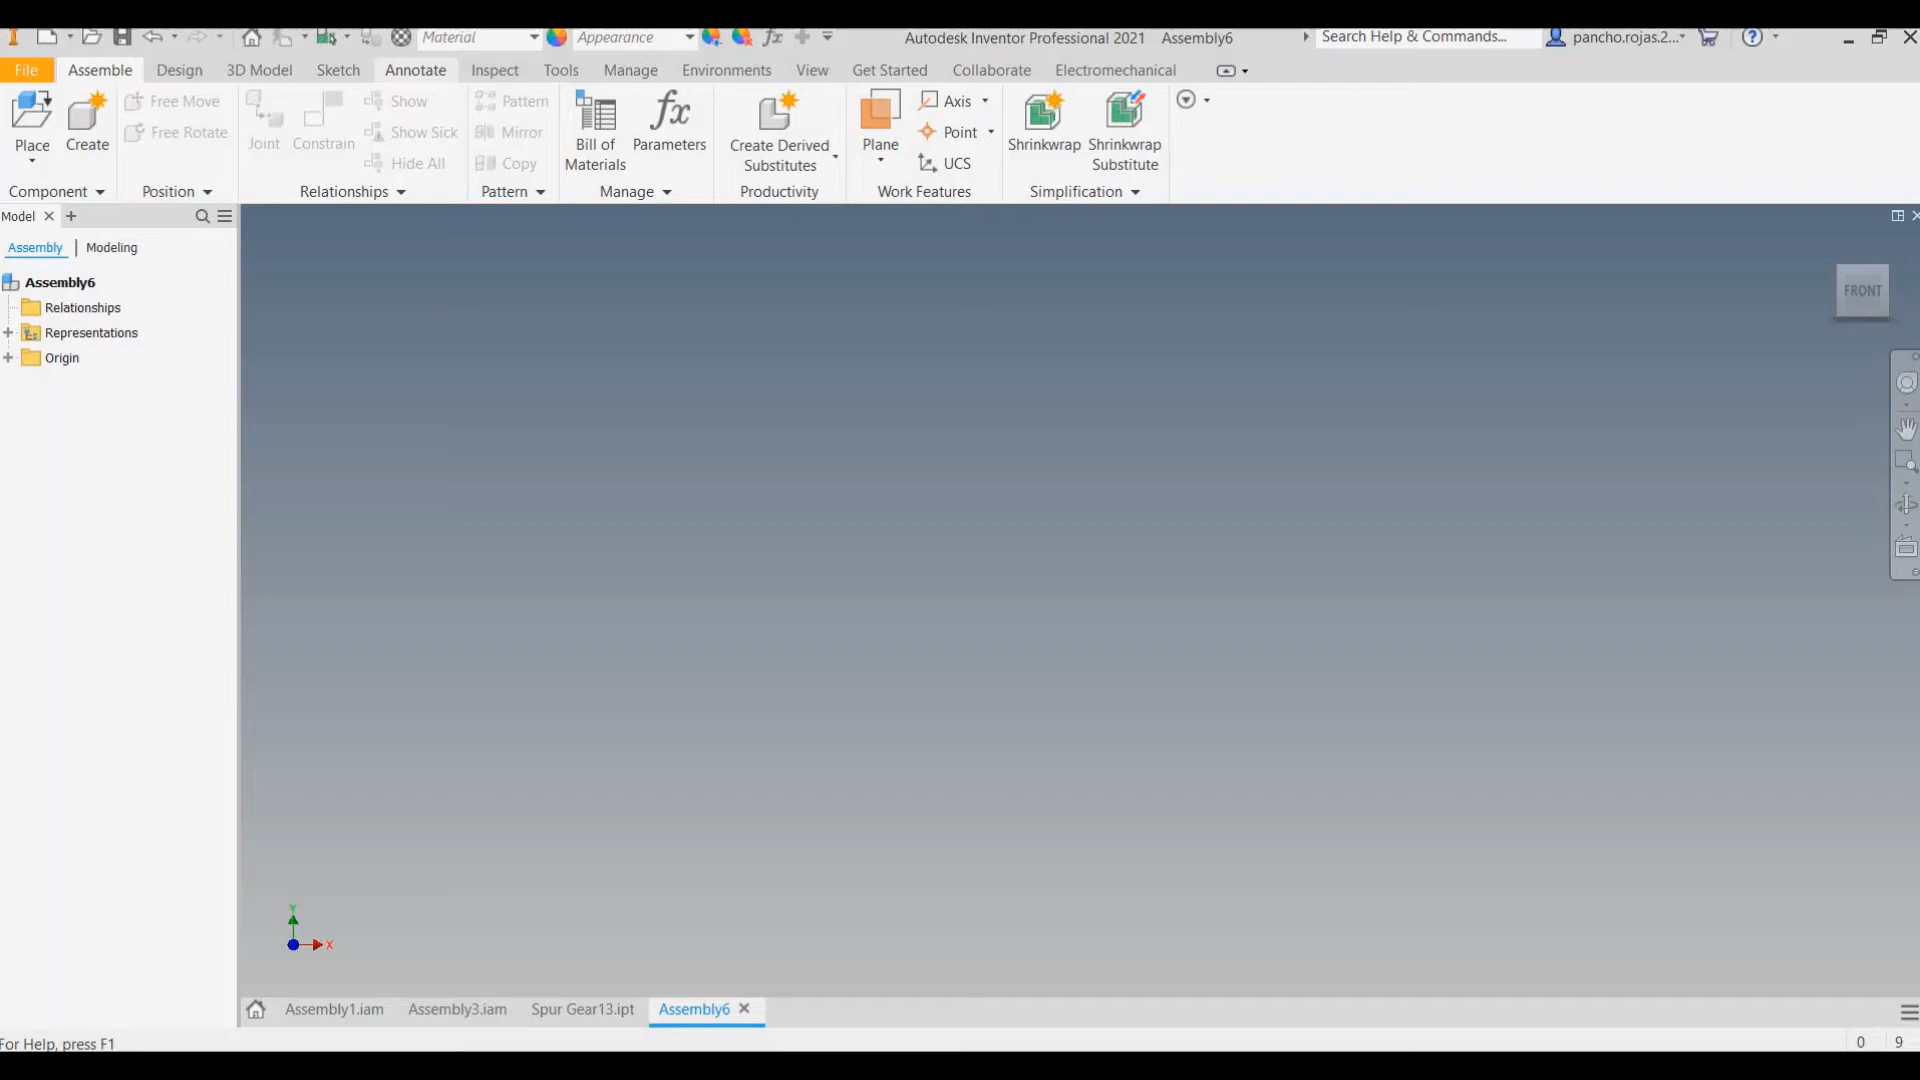 Material
Appearance
Autodesk Inventor Professional 2021 Assembly6
Search Help & Commands...
pancho.rojas.2...
File Assemble Design 3D Model Sketch Annotate Inspect Tools Manage Environments View Get Started Collaborate Electromechanical
Place
Create
Component
Free Move
Free Rotate
Position
Joint
Constrain
Show
Show Sick
Hide All
Relationships
Pattern
Mirror
Copy
Pattern
Bill of
Materials
fx
Parameters
Manage
Create Derived
Substitutes
Productivity
Plane
Axis
Point
UCS
Work Features
Shrinkwrap
Shrinkwrap
Substitute
Simplification
Model
Assembly | Modeling
Assembly6
Relationships
Representations
Origin
FRONT
Y
X
Assembly1.iam Assembly3.iam Spur Gear13.ipt Assembly6
For Help, press F1
0 9